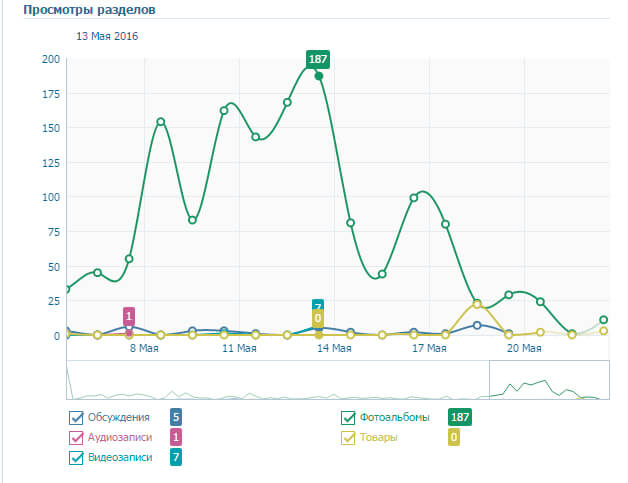 Просмотры разделов
13 Мая 2016
200
187
175
150
125
100
75
50
25
1
7
0
0
8 Мая 11 Мая 14 Мая 17 Мая 20 Мая
Обсуждения 5 Фотоальбомы 187
Аудиозаписи 1 Товары 0
Видеозаписи 7